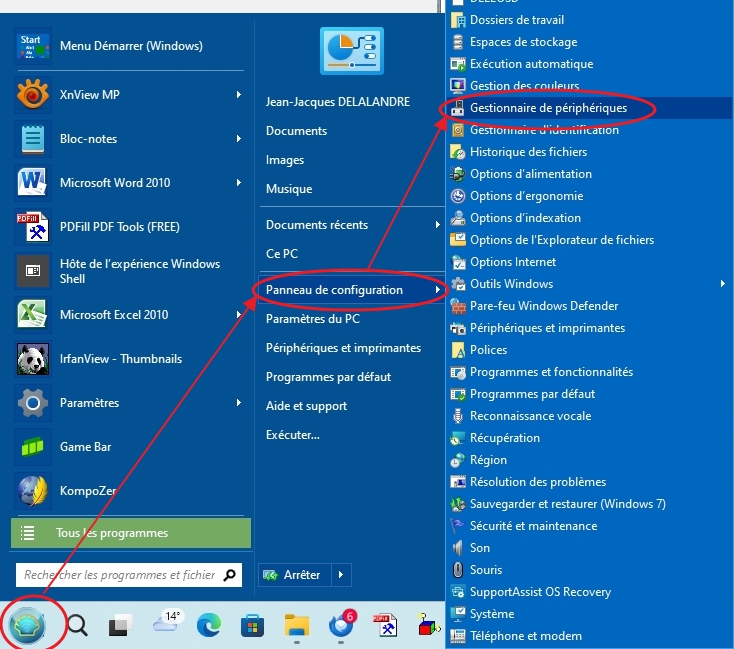 Start
Menu Démarrer (Windows)
XnView MP
Bloc-notes
Microsoft Word 2010
PDFill
PDFill PDF Tools (FREE)
Hôte de l'expérience Windows
Shell
Microsoft Excel 2010
IrfanView - Thumbnails
Paramètres
Game Bar
KompoZer
Tous les programmes
Rechercher les programmes et fichier
Jean-Jacques DELALANDRE
Documents
Images
Musique
Documents récents
Ce PC
Panneau de configuration
Paramètres du PC
Périphériques et imprimantes
Programmes par défaut
Aide et support
Exécuter...
Arrêter
Dossiers de travail
Espaces de stockage
Exécution automatique
Gestion des couleurs
Gestionnaire de périphériques
Gestionnaire d'identification
Historique des fichiers
Options d'alimentation
Options d'ergonomie
Options d'indexation
Options de l'Explorateur de fichiers
Options Internet
Outils Windows
Pare-feu Windows Defender
Périphériques et imprimantes
Polices
Programmes et fonctionnalités
Programmes par défaut
Reconnaissance vocale
Récupération
Région
Résolution des problèmes
Sauvegarder et restaurer (Windows 7)
Sécurité et maintenance
Son
Souris
SupportAssist OS Recovery
Système
Téléphone et modem
14°
6
PDFill